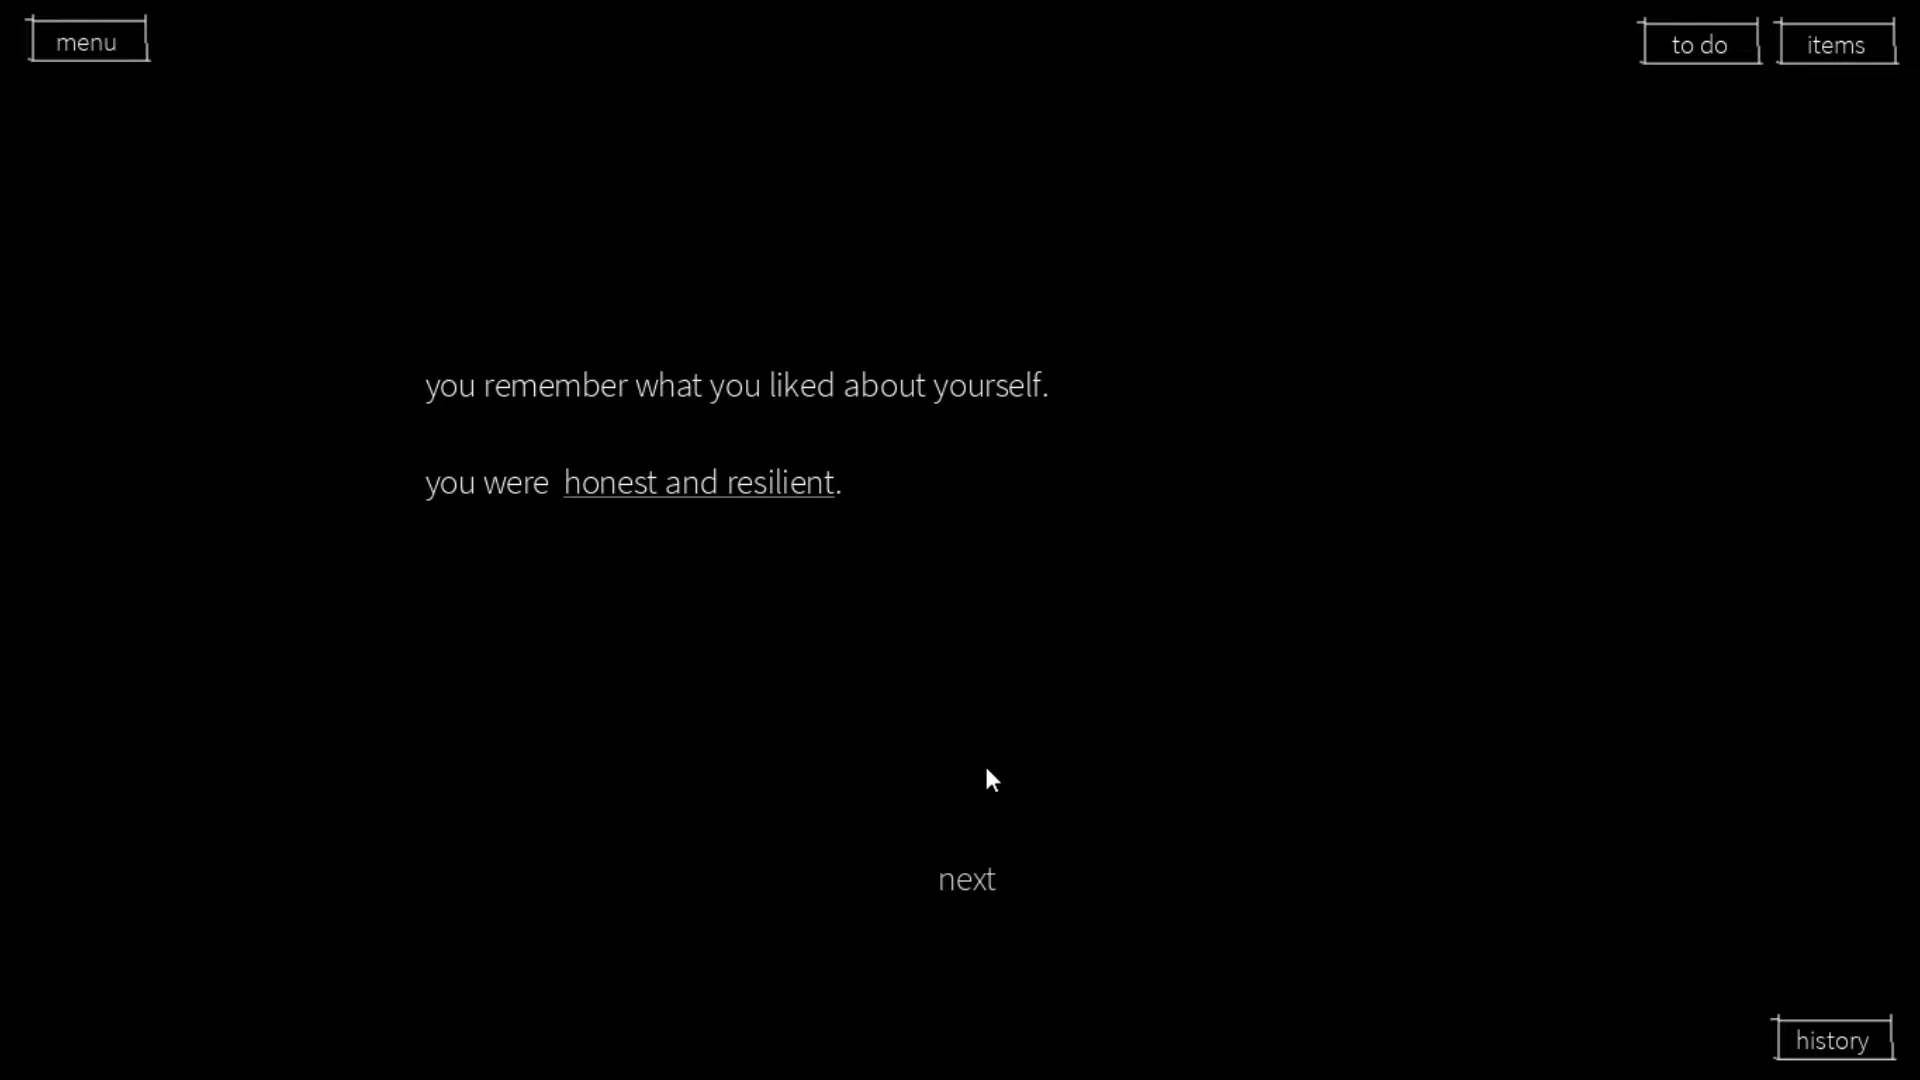 menu
to do
items
you remember what you liked about yourself.
you were honest and resilient.
next
history